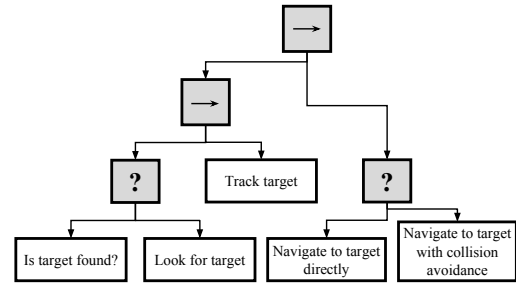 →
→
?
Track target
?
Is target found?
Look for target
Navigate to target
directly
Navigate to target
with collision
avoidance